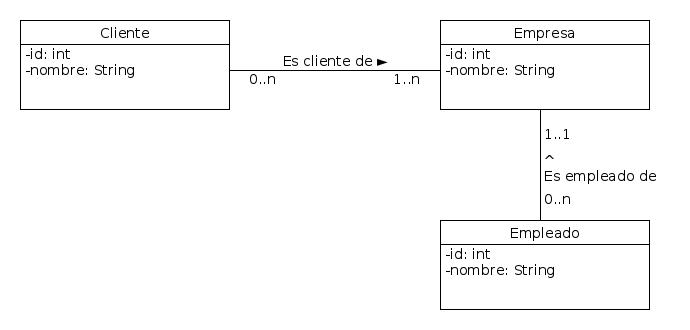 Cliente
-id: int
-nombre: String
Es cliente de ►
0..n
1..n
Empresa
-id: int
-nombre: String
1..1
^
Es empleado de
0..n
Empleado
-id: int
-nombre: String